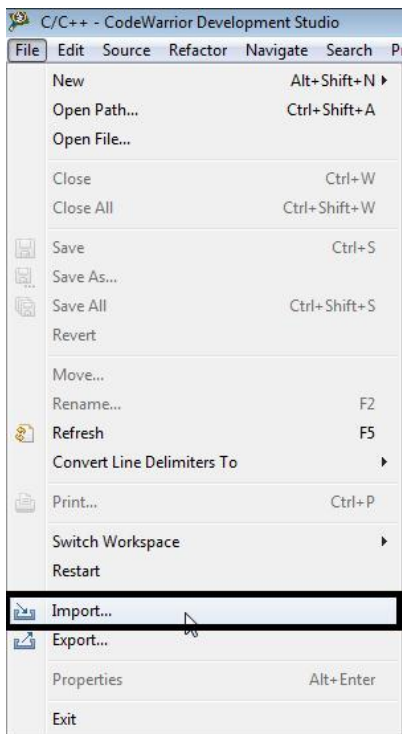 C/C++ - CodeWarrior Development Studio
File Edit Source Refactor Navigate Search
New Alt+Shift+N
Open Path... Ctrl+Shift+A
Open File...
Close Ctrl+W
Close All Ctrl+Shift+W
Save Ctrl+S
Save As...
Save All Ctrl+Shift+S
Revert
Move...
Rename... F2
Refresh F5
Convert Line Delimiters To
Print... Ctrl+P
Switch Workspace
Restart
Import...
Export...
Properties Alt+Enter
Exit